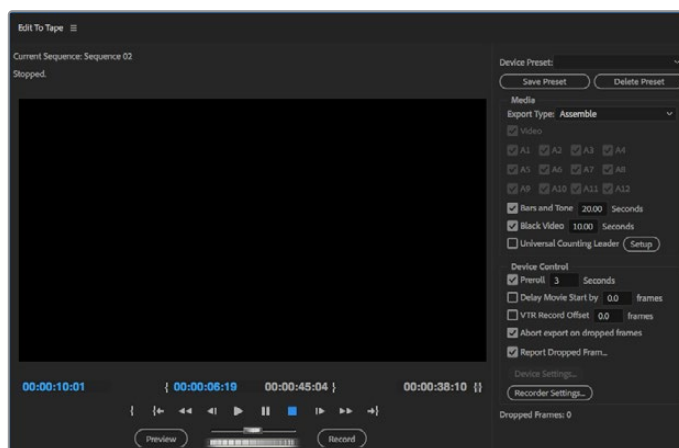 Edit To Tape
Current Sequence: Sequence 02
Stopped.
00:00:10:01 { 00:00:06:19 00:00:45:04 } 00:00:38:10 {}
Preview Record
Device Preset:
Save Preset Delete Preset
Media
Export Type: Assemble
Video
A1 A2 A3 A4
A5 A6 A7 A8
A9 A10 A11 A12
Bars and Tone 20.00 Seconds
Black Video 10.00 Seconds
Universal Counting Leader Setup
Device Control
Preroll 3 Seconds
Delay Movie Start by 0.0 frames
VTR Record Offset 0.0 frames
Abort export on dropped frames
Report Dropped Fram...
Device Settings...
Recorder Settings...
Dropped Frames: 0